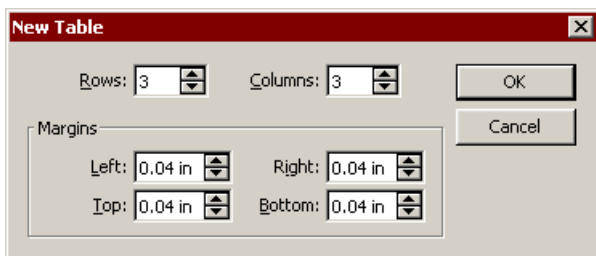 New Table
Rows: 3 Columns: 3 OK
Cancel
Margins
Left: 0.04 in Right: 0.04 in
Top: 0.04 in Bottom: 0.04 in